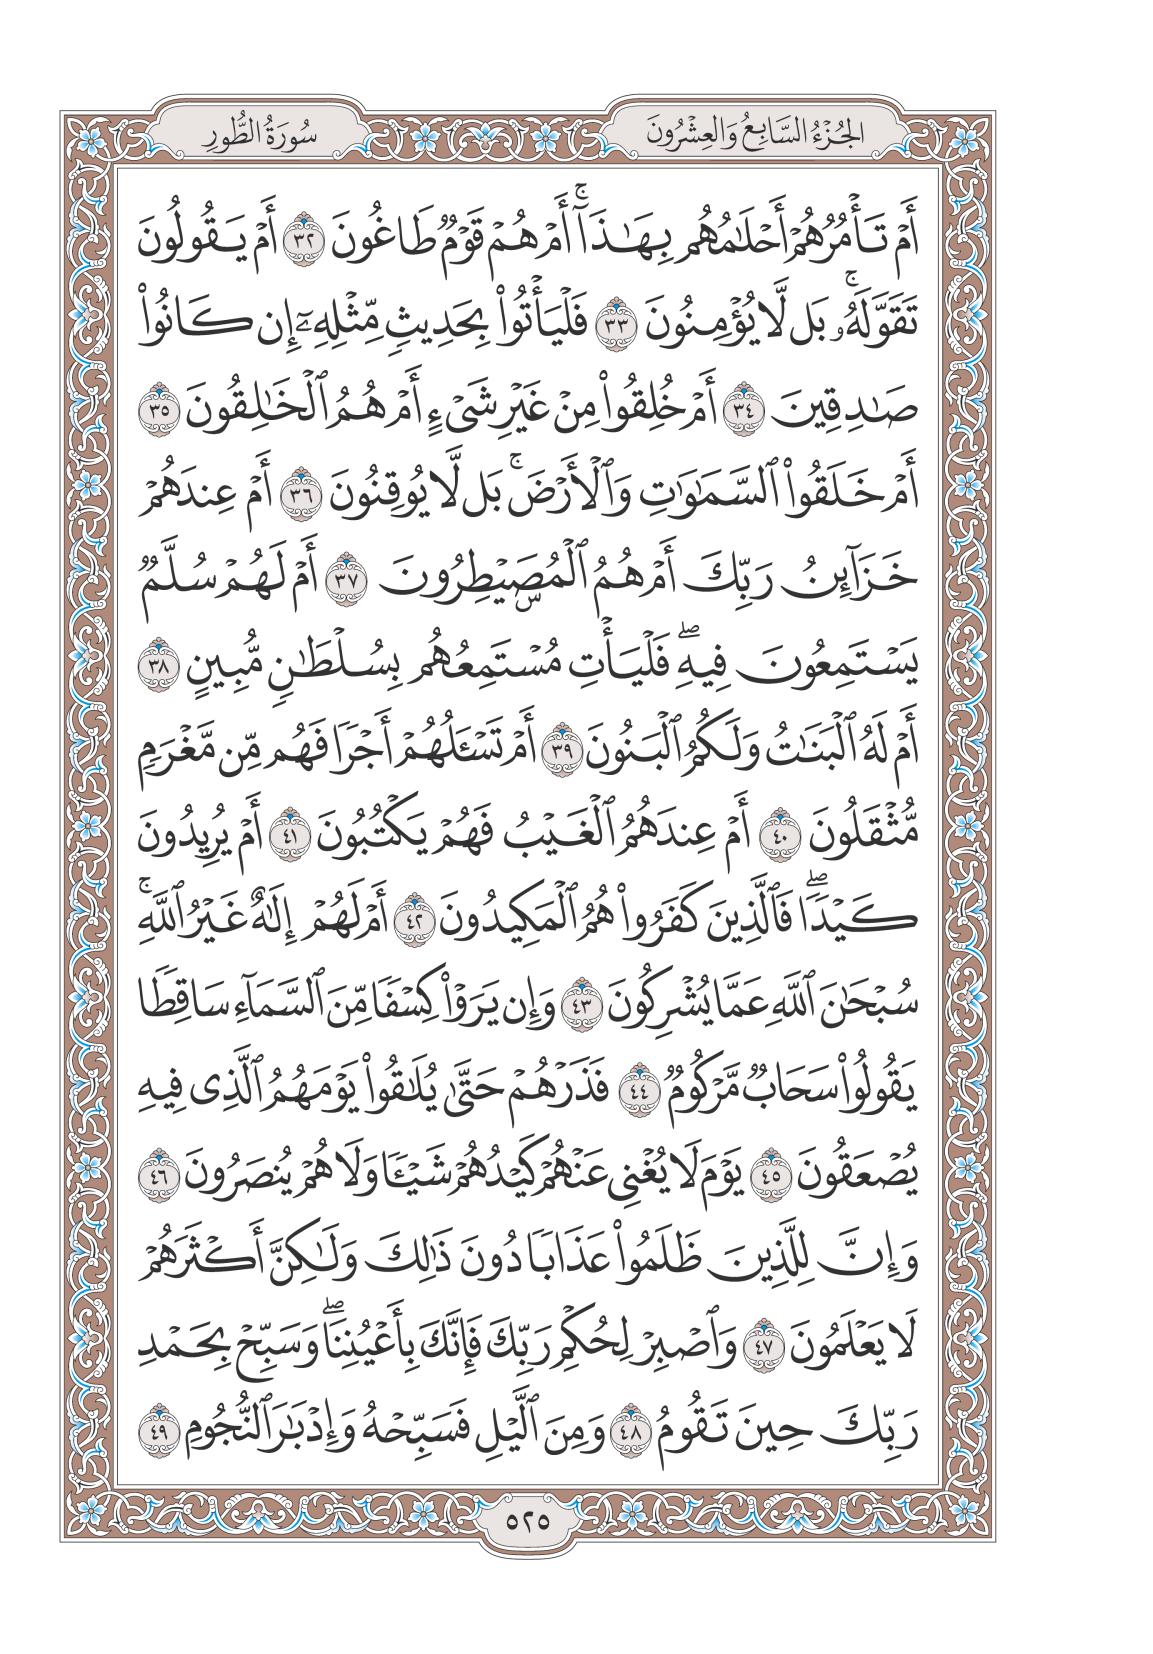 الجُزْءُ السَّابِعُ وَالعِشْرُونَ
سُورَةُ الطُّورِ
أَمْ تَأْمُرُهُمْ أَحْلَٰمُهُم بِهَٰذَآۚ أَمْ هُمْ قَوْمٌ طَاغُونَ ٣٢ أَمْ يَقُولُونَ
تَقَوَّلَهُۥۚ بَل لَّا يُؤْمِنُونَ ٣٣ فَلْيَأْتُوا۟ بِحَدِيثٍ مِّثْلِهِۦٓ إِن كَانُوا۟
صَٰدِقِينَ ٣٤ أَمْ خُلِقُوا۟ مِنْ غَيْرِ شَىْءٍ أَمْ هُمُ ٱلْخَٰلِقُونَ ٣٥
أَمْ خَلَقُوا۟ ٱلسَّمَٰوَٰتِ وَٱلْأَرْضَۚ بَل لَّا يُوقِنُونَ ٣٦ أَمْ عِندَهُمْ
خَزَآئِنُ رَبِّكَ أَمْ هُمُ ٱلْمُصَۣيْطِرُونَ ٣٧ أَمْ لَهُمْ سُلَّمٌ
يَسْتَمِعُونَ فِيهِۖ فَلْيَأْتِ مُسْتَمِعُهُم بِسُلْطَٰنٍ مُّبِينٍ ٣٨
أَمْ لَهُ ٱلْبَنَٰتُ وَلَكُمُ ٱلْبَنُونَ ٣٩ أَمْ تَسْـَٔلُهُمْ أَجْرًا فَهُم مِّن مَّغْرَمٍ
مُّثْقَلُونَ ٤٠ أَمْ عِندَهُمُ ٱلْغَيْبُ فَهُمْ يَكْتُبُونَ ٤١ أَمْ يُرِيدُونَ
كَيْدًاۖ فَٱلَّذِينَ كَفَرُوا۟ هُمُ ٱلْمَكِيدُونَ ٤٢ أَمْ لَهُمْ إِلَٰهٌ غَيْرُ ٱللَّهِۚ
سُبْحَٰنَ ٱللَّهِ عَمَّا يُشْرِكُونَ ٤٣ وَإِن يَرَوْا۟ كِسْفًا مِّنَ ٱلسَّمَآءِ سَاقِطًا
يَقُولُوا۟ سَحَابٌ مَّرْكُومٌ ٤٤ فَذَرْهُمْ حَتَّىٰ يُلَٰقُوا۟ يَوْمَهُمُ ٱلَّذِى فِيهِ
يُصْعَقُونَ ٤٥ يَوْمَ لَا يُغْنِى عَنْهُمْ كَيْدُهُمْ شَيْـًٔا وَلَا هُمْ يُنصَرُونَ ٤٦
وَإِنَّ لِلَّذِينَ ظَلَمُوا۟ عَذَابًا دُونَ ذَٰلِكَ وَلَٰكِنَّ أَكْثَرَهُمْ
لَا يَعْلَمُونَ ٤٧ وَٱصْبِرْ لِحُكْمِ رَبِّكَ فَإِنَّكَ بِأَعْيُنِنَاۖ وَسَبِّحْ بِحَمْدِ
رَبِّكَ حِينَ تَقُومُ ٤٨ وَمِنَ ٱلَّيْلِ فَسَبِّحْهُ وَإِدْبَٰرَ ٱلنُّجُومِ ٤٩
٥٢٥